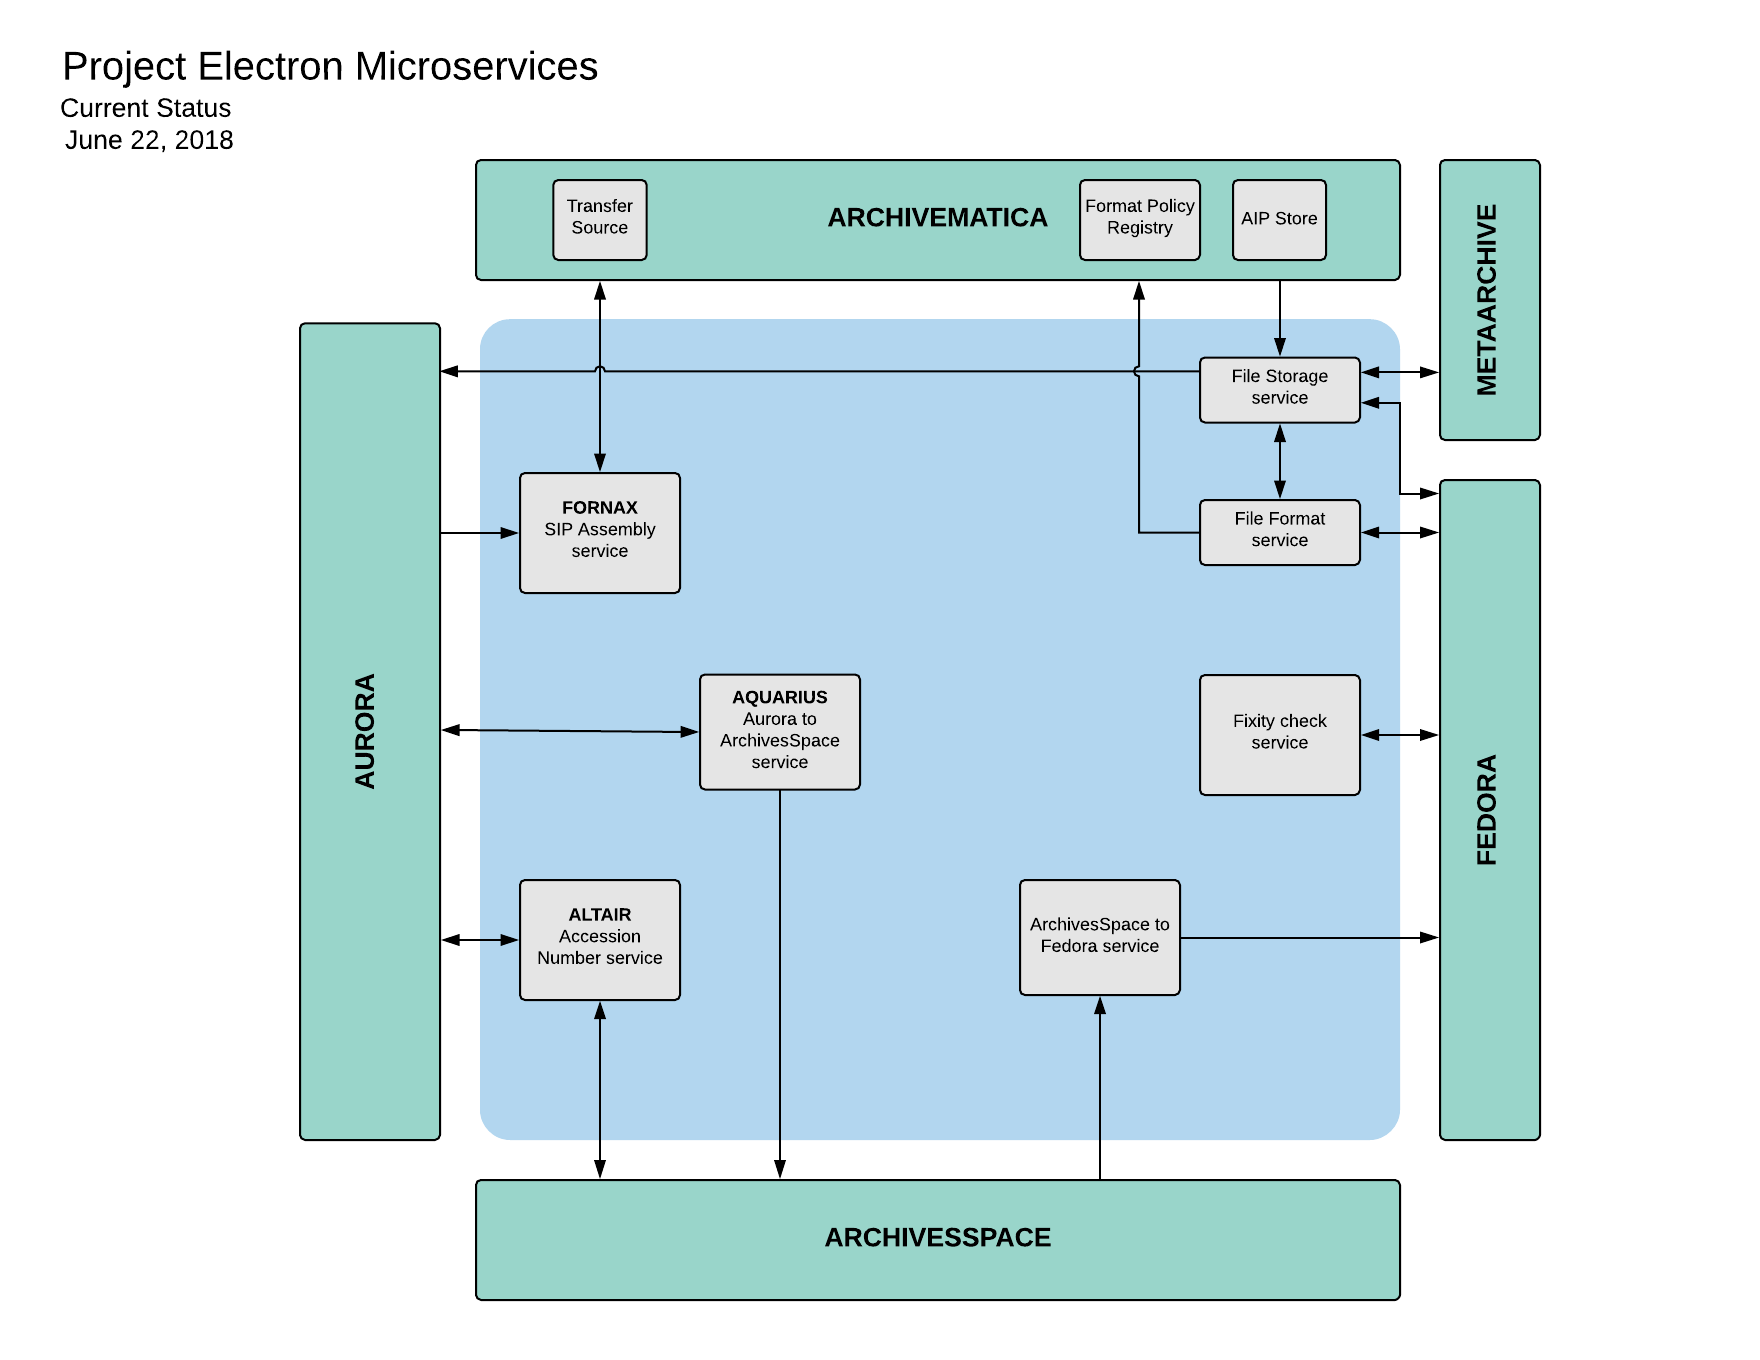 Project Electron Microservices
Current Status
June 22, 2018
Transfer
Source
ARCHIVEMATICA
Format Policy
Registry
AIP Store
METAARCHIVE
AURORA
File Storage
service
FORNAX
SIP Assembly
service
File Format
service
AQUARIUS
Aurora to
ArchivesSpace
service
Fixity check
service
FEDORA
ALTAIR
Accession
Number service
ArchivesSpace to
Fedora service
ARCHIVESSPACE